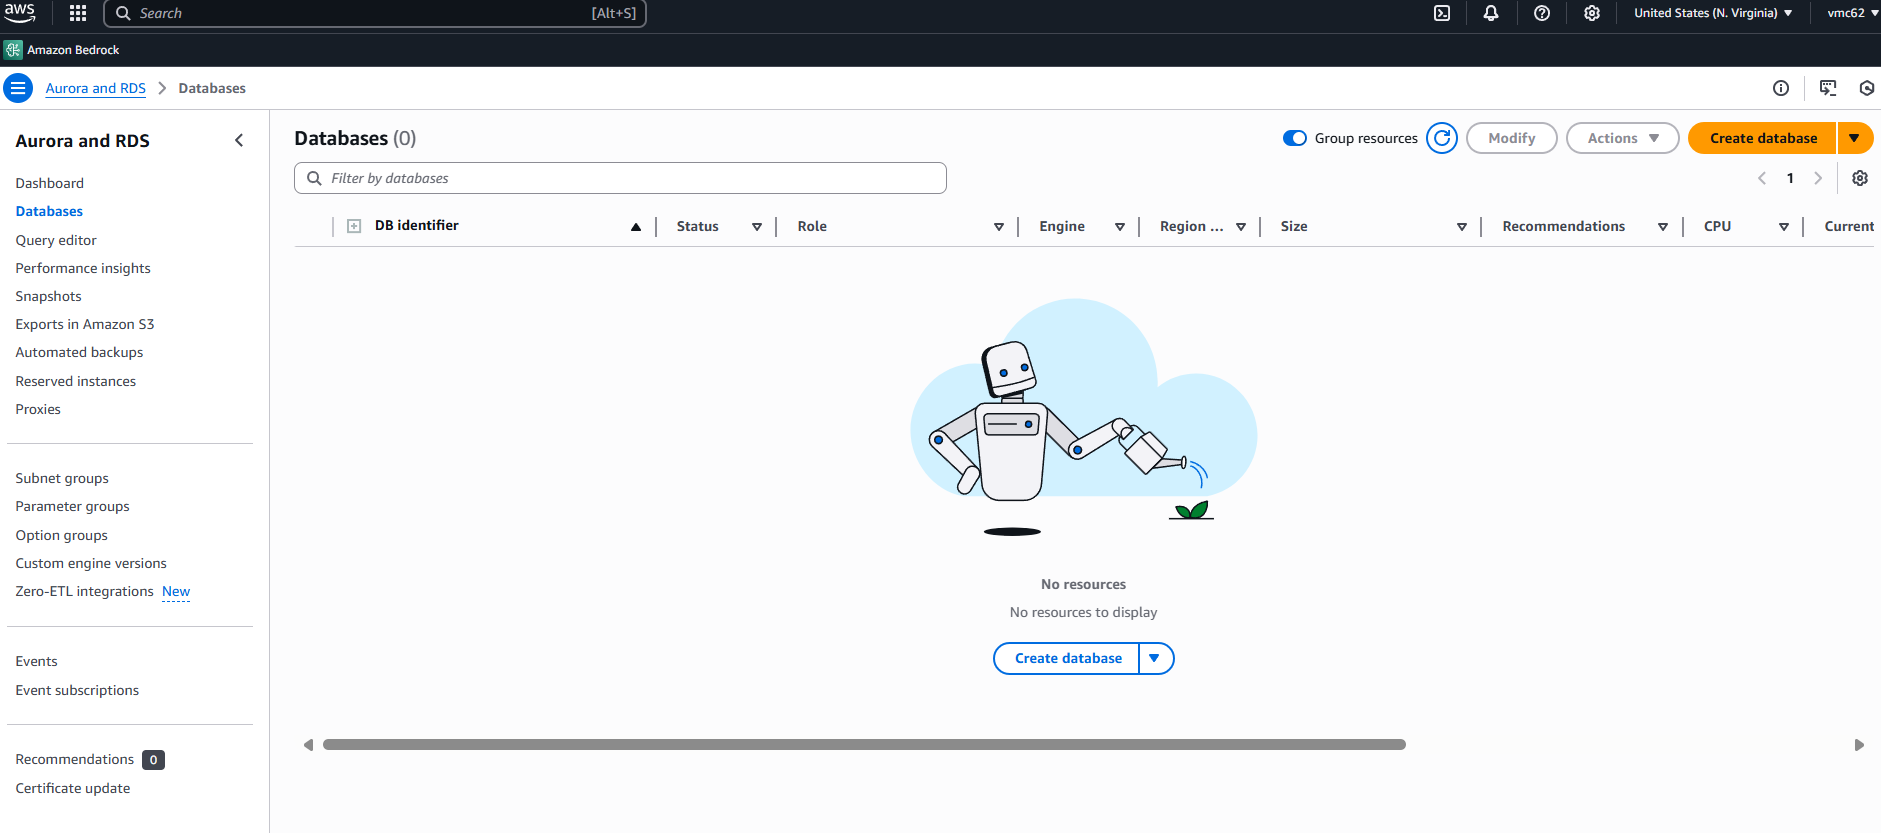 aws Search [Alt+S] United States (N. Virginia) vmc62
Amazon Bedrock
Aurora and RDS Databases
Aurora and RDS
Dashboard
Databases
Query editor
Performance insights
Snapshots
Exports in Amazon S3
Automated backups
Reserved instances
Proxies
Subnet groups
Parameter groups
Option groups
Custom engine versions
Zero-ETL integrations New
Events
Event subscriptions
Recommendations 0
Certificate update
Databases (0) Group resources Modify Actions Create database
Filter by databases 1
DB identifier Status Role Engine Region ... Size Recommendations CPU Current
No resources
No resources to display
Create database